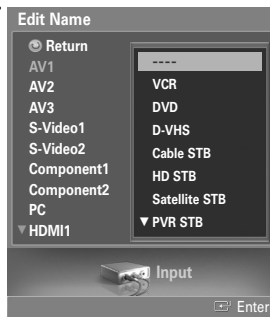 Edit Name
Return
AV1
AV2
AV3
S-Video1
S-Video2
Component1
Component2
PC
▼ HDMI1
----
VCR
DVD
D-VHS
Cable STB
HD STB
Satellite STB
▼ PVR STB
Input
Enter